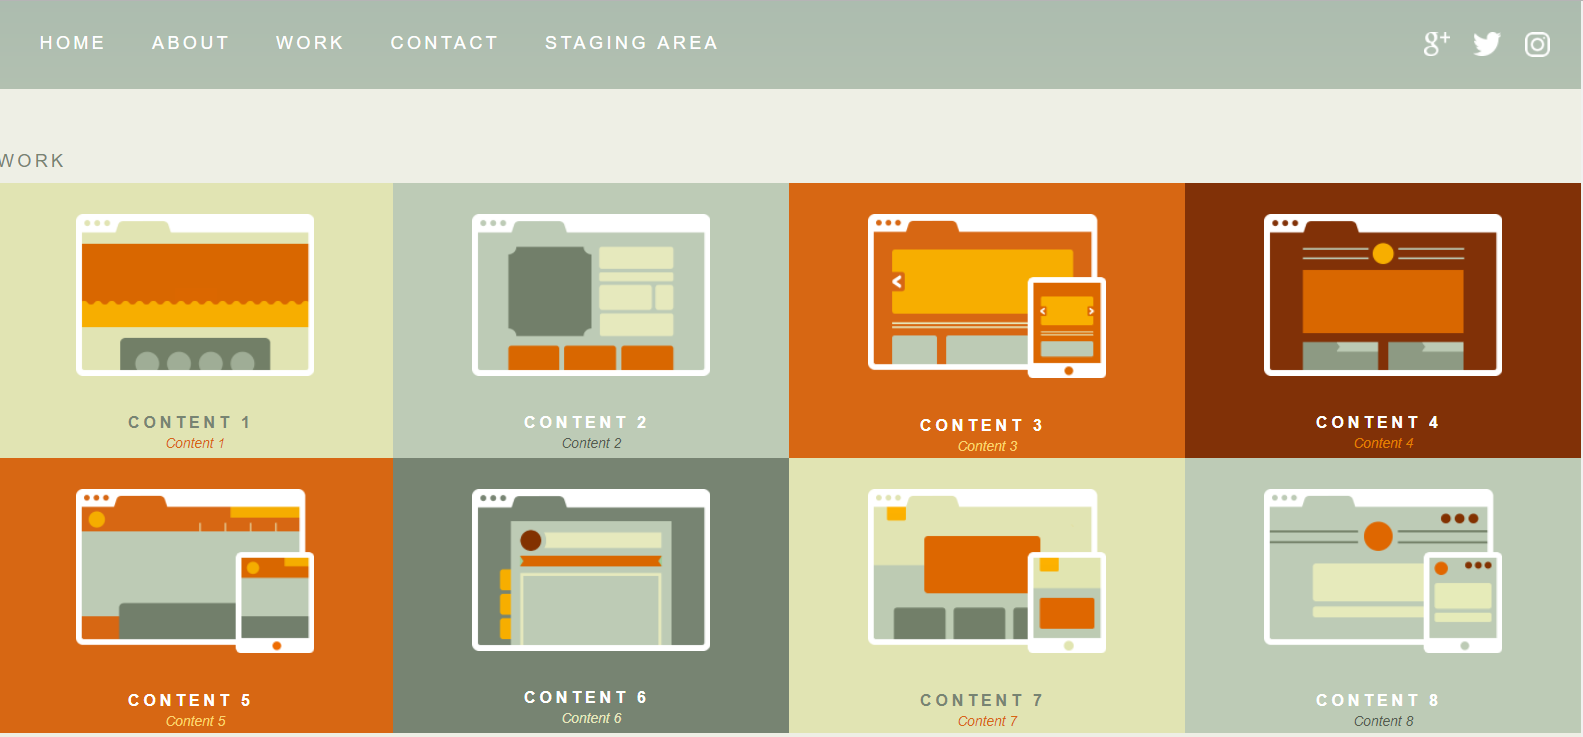 HOME ABOUT WORK CONTACT STAGING AREA g+
WORK
CONTENT 1
Content 1
CONTENT 2
Content 2
CONTENT 3
Content 3
CONTENT 4
Content 4
CONTENT 5
Content 5
CONTENT 6
Content 6
CONTENT 7
Content 7
CONTENT 8
Content 8